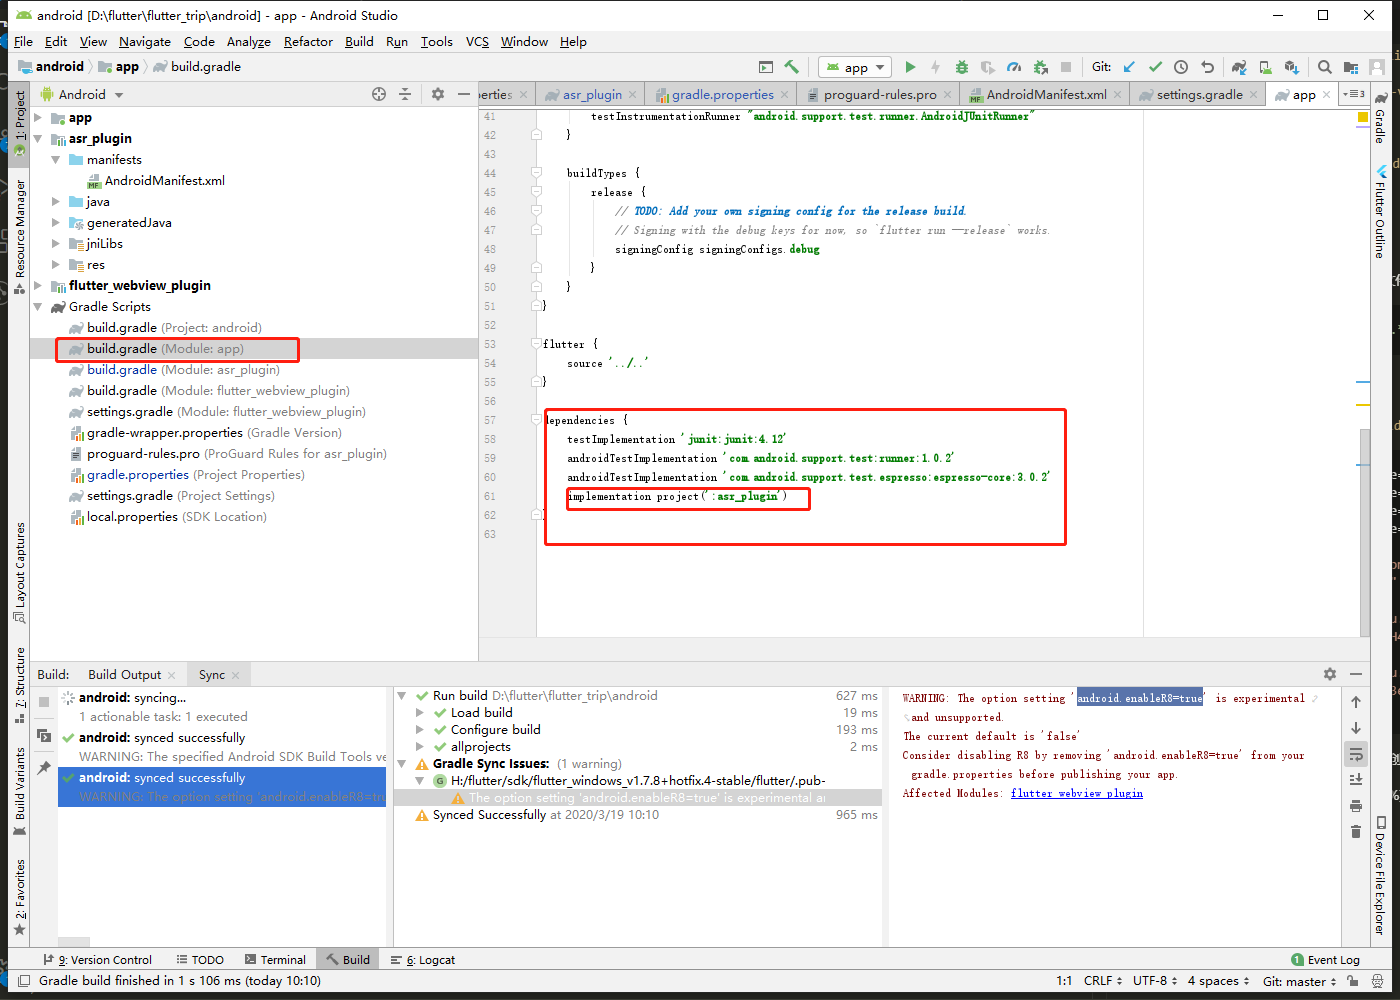 android [D:\flutter\flutter_trip\android] - app - Android Studio
File Edit View Navigate Code Analyze Refactor Build Run Tools VCS Window Help
android app build.gradle
app
Git:
Android
erties
asr_plugin
gradle.properties
proguard-rules.pro
AndroidManifest.xml
settings.gradle
app
3
1: Project
Resource Manager
Layout Captures
7: Structure
Build Variants
2: Favorites
app
asr_plugin
manifests
AndroidManifest.xml
java
generatedJava
jniLibs
res
flutter_webview_plugin
Gradle Scripts
build.gradle (Project: android)
build.gradle (Module: app)
build.gradle (Module: asr_plugin)
build.gradle (Module: flutter_webview_plugin)
settings.gradle (Module: flutter_webview_plugin)
gradle-wrapper.properties (Gradle Version)
proguard-rules.pro (ProGuard Rules for asr_plugin)
gradle.properties (Project Properties)
settings.gradle (Project Settings)
local.properties (SDK Location)
41 testInstrumentationRunner "android.support.test.runner.AndroidJUnitRunner"
42 }
43
44 buildTypes {
45 release {
46 // TODO: Add your own signing config for the release build.
47 // Signing with the debug keys for now, so `flutter run --release` works.
48 signingConfig signingConfigs.debug
49 }
50 }
51 }
52
53 flutter {
54 source '../..'
55 }
56
57 dependencies {
58 testImplementation 'junit:junit:4.12'
59 androidTestImplementation 'com.android.support.test:runner:1.0.2'
60 androidTestImplementation 'com.android.support.test.espresso:espresso-core:3.0.2'
61 implementation project(':asr_plugin')
62
63
Gradle
Flutter Outline
Device File Explorer
Build: Build Output Sync
android: syncing...
1 actionable task: 1 executed
android: synced successfully
WARNING: The specified Android SDK Build Tools ve
android: synced successfully
WARNING: The option setting 'android.enableR8=tru
Run build D:\flutter\flutter_trip\android 627 ms
Load build 19 ms
Configure build 193 ms
allprojects 2 ms
Gradle Sync Issues: (1 warning)
H:/flutter/sdk/flutter_windows_v1.7.8+hotfix.4-stable/flutter/.pub-
The option setting 'android.enableR8=true' is experimental ar
Synced Successfully at 2020/3/19 10:10 965 ms
WARNING: The option setting 'android.enableR8=true' is experimental
and unsupported.
The current default is 'false'
Consider disabling R8 by removing 'android.enableR8=true' from your
gradle.properties before publishing your app.
Affected Modules: flutter_webview_plugin
9: Version Control TODO Terminal Build 6: Logcat 1 Event Log
Gradle build finished in 1 s 106 ms (today 10:10) 1:1 CRLF UTF-8 4 spaces Git: master